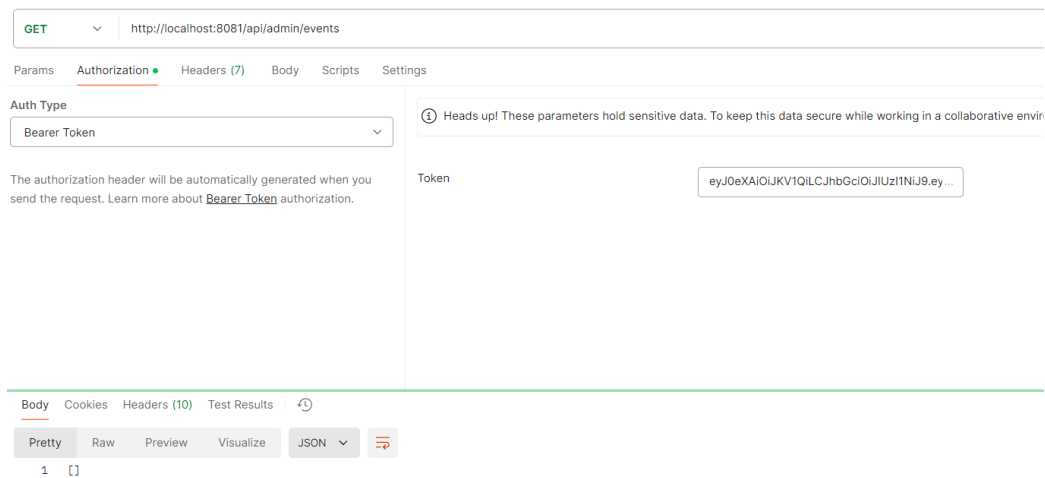 GET http://localhost:8081/api/admin/events
Params Authorization Headers (7) Body Scripts Settings
Auth Type
Bearer Token
The authorization header will be automatically generated when you
send the request. Learn more about Bearer Token authorization.
Heads up! These parameters hold sensitive data. To keep this data secure while working in a collaborative envir
Token eyJ0eXAiOiJKV1QiLCJhbGciOiJIUzI1NiJ9.ey...
Body Cookies Headers (10) Test Results
Pretty Raw Preview Visualize JSON
1 []